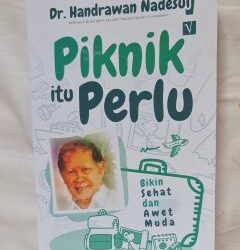 Dr. Handrawan Nadesul
Piknik
itu Perlu
Bikin
Sehat
dan
Awet
Muda